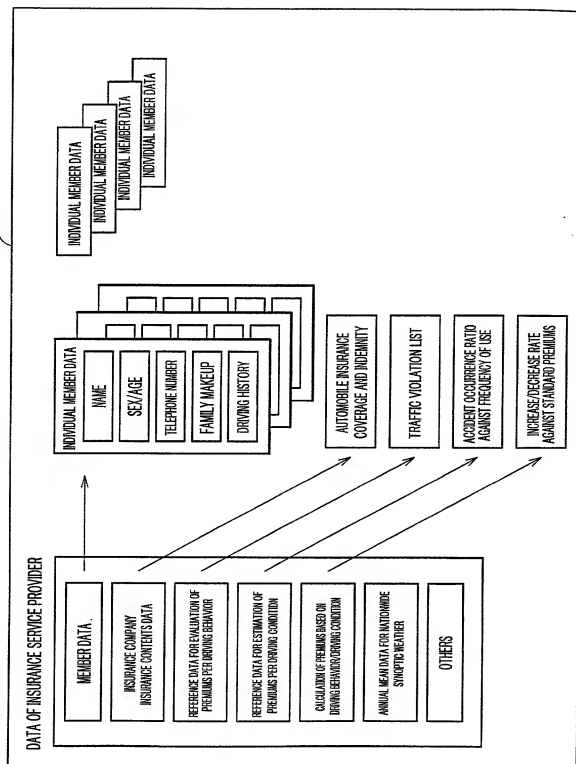 DATA OF INSURANCE SERVICE PROVIDER
MEMBER DATA .
INSURANCE COMPANY
INSURANCE CONTENTS DATA
REFERENCE DATA FOR EVALUATION OF
PREMIUMS PER DRIVING BEHAVIOR
REFERENCE DATA FOR ESTIMATION OF
PREMIUMS PER DRIVING CONDITION
CALCULATION OF PREMIUMS BASED ON
DRIVING BEHAVIOR/DRIVING CONDITION
ANNUAL MEAN DATA FOR NATIONWIDE
SYNOPTIC WEATHER
OTHERS
INDIVIDUAL MEMBER DATA
NAME
SEX/AGE
TELEPHONE NUMBER
FAMILY MAKEUP
DRIVING HISTORY
AUTOMOBILE INSURANCE
COVERAGE AND INDEMNITY
TRAFFIC VIOLATION LIST
ACCIDENT OCCURRENCE RATIO
AGAINST FREQUENCY OF USE
INCREASE/DECREASE RATE
AGAINST STANDARD PREMIUMS
INDIVIDUAL MEMBER DATA
INDIVIDUAL MEMBER DATA
INDIVIDUAL MEMBER DATA
INDIVIDUAL MEMBER DATA